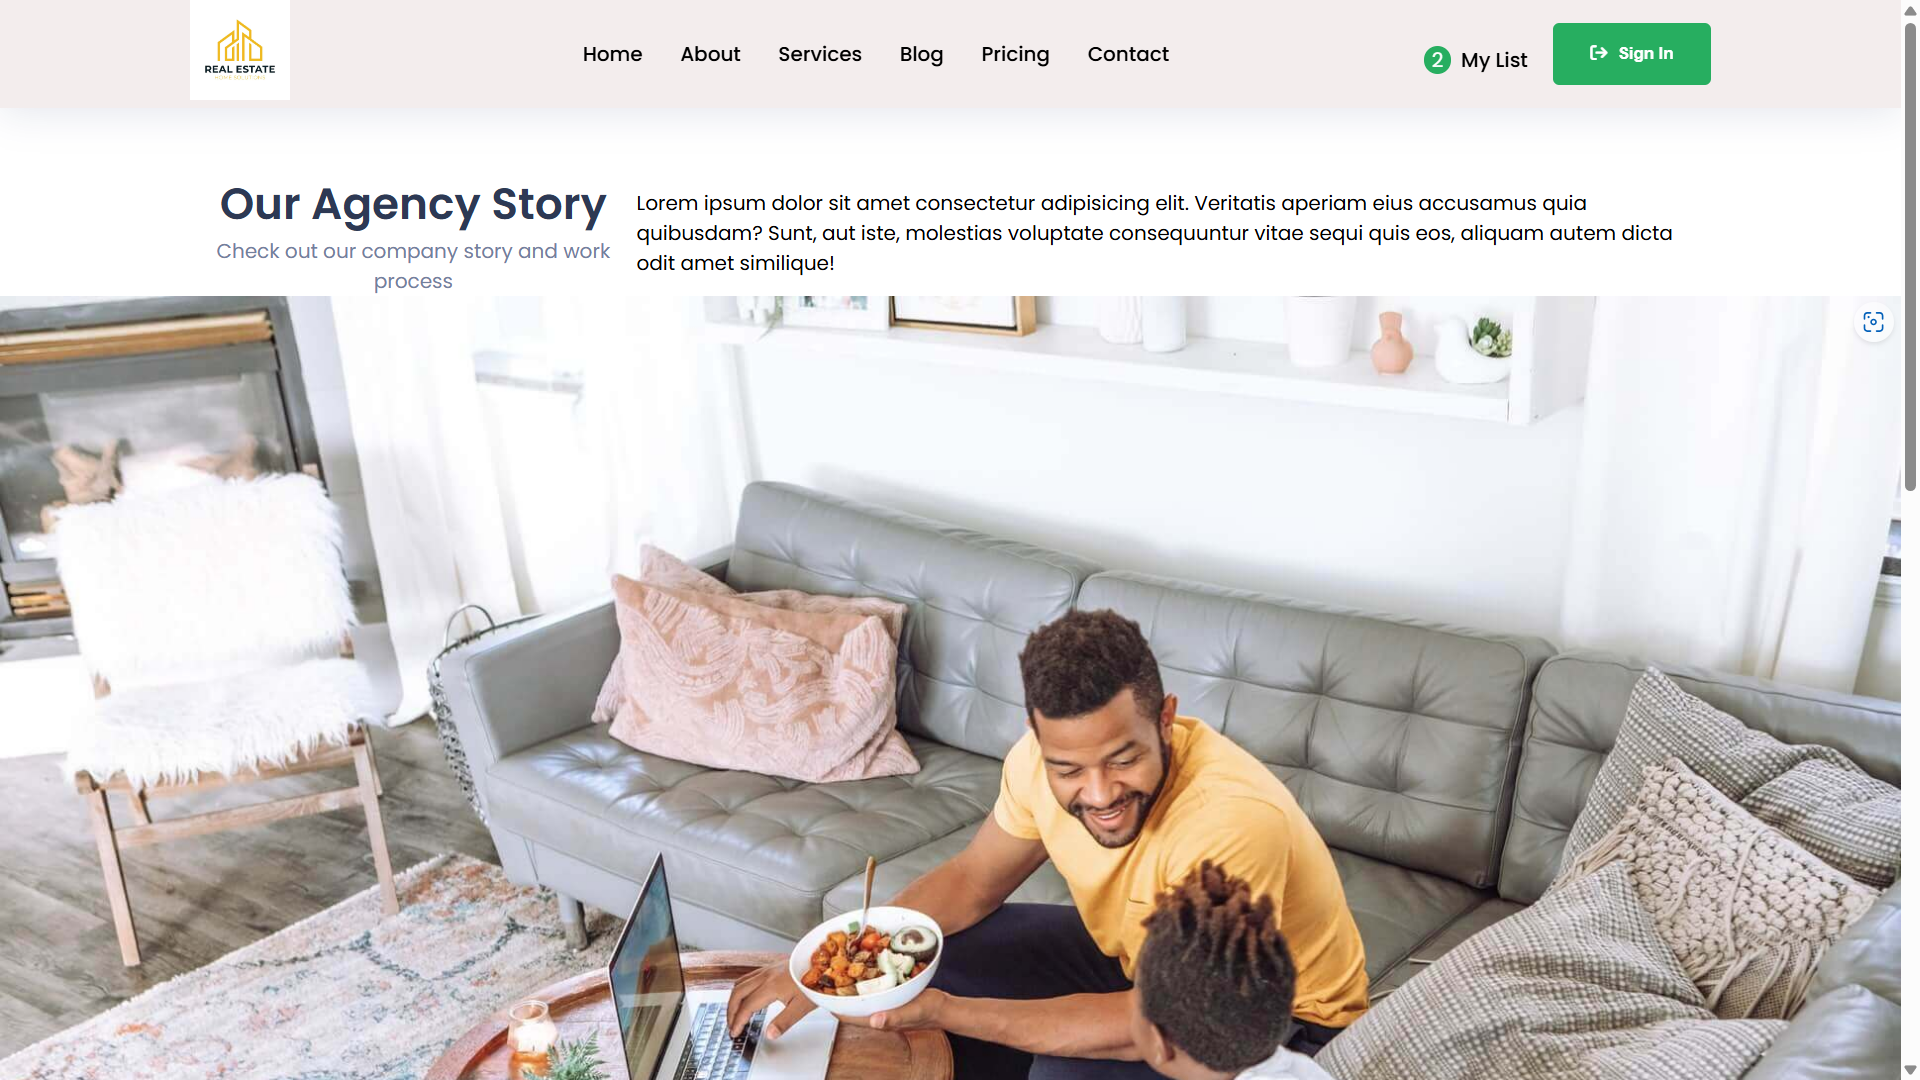 REAL ESTATE
Home
About
Services
Blog
Pricing
Contact
2
My List
Sign In
Our Agency Story
Check out our company story and work
process
Lorem ipsum dolor sit amet consectetur adipisicing elit. Veritatis aperiam eius accusamus quia
quibusdam? Sunt, aut iste, molestias voluptate consequuntur vitae sequi quis eos, aliquam autem dicta
odit amet similique!